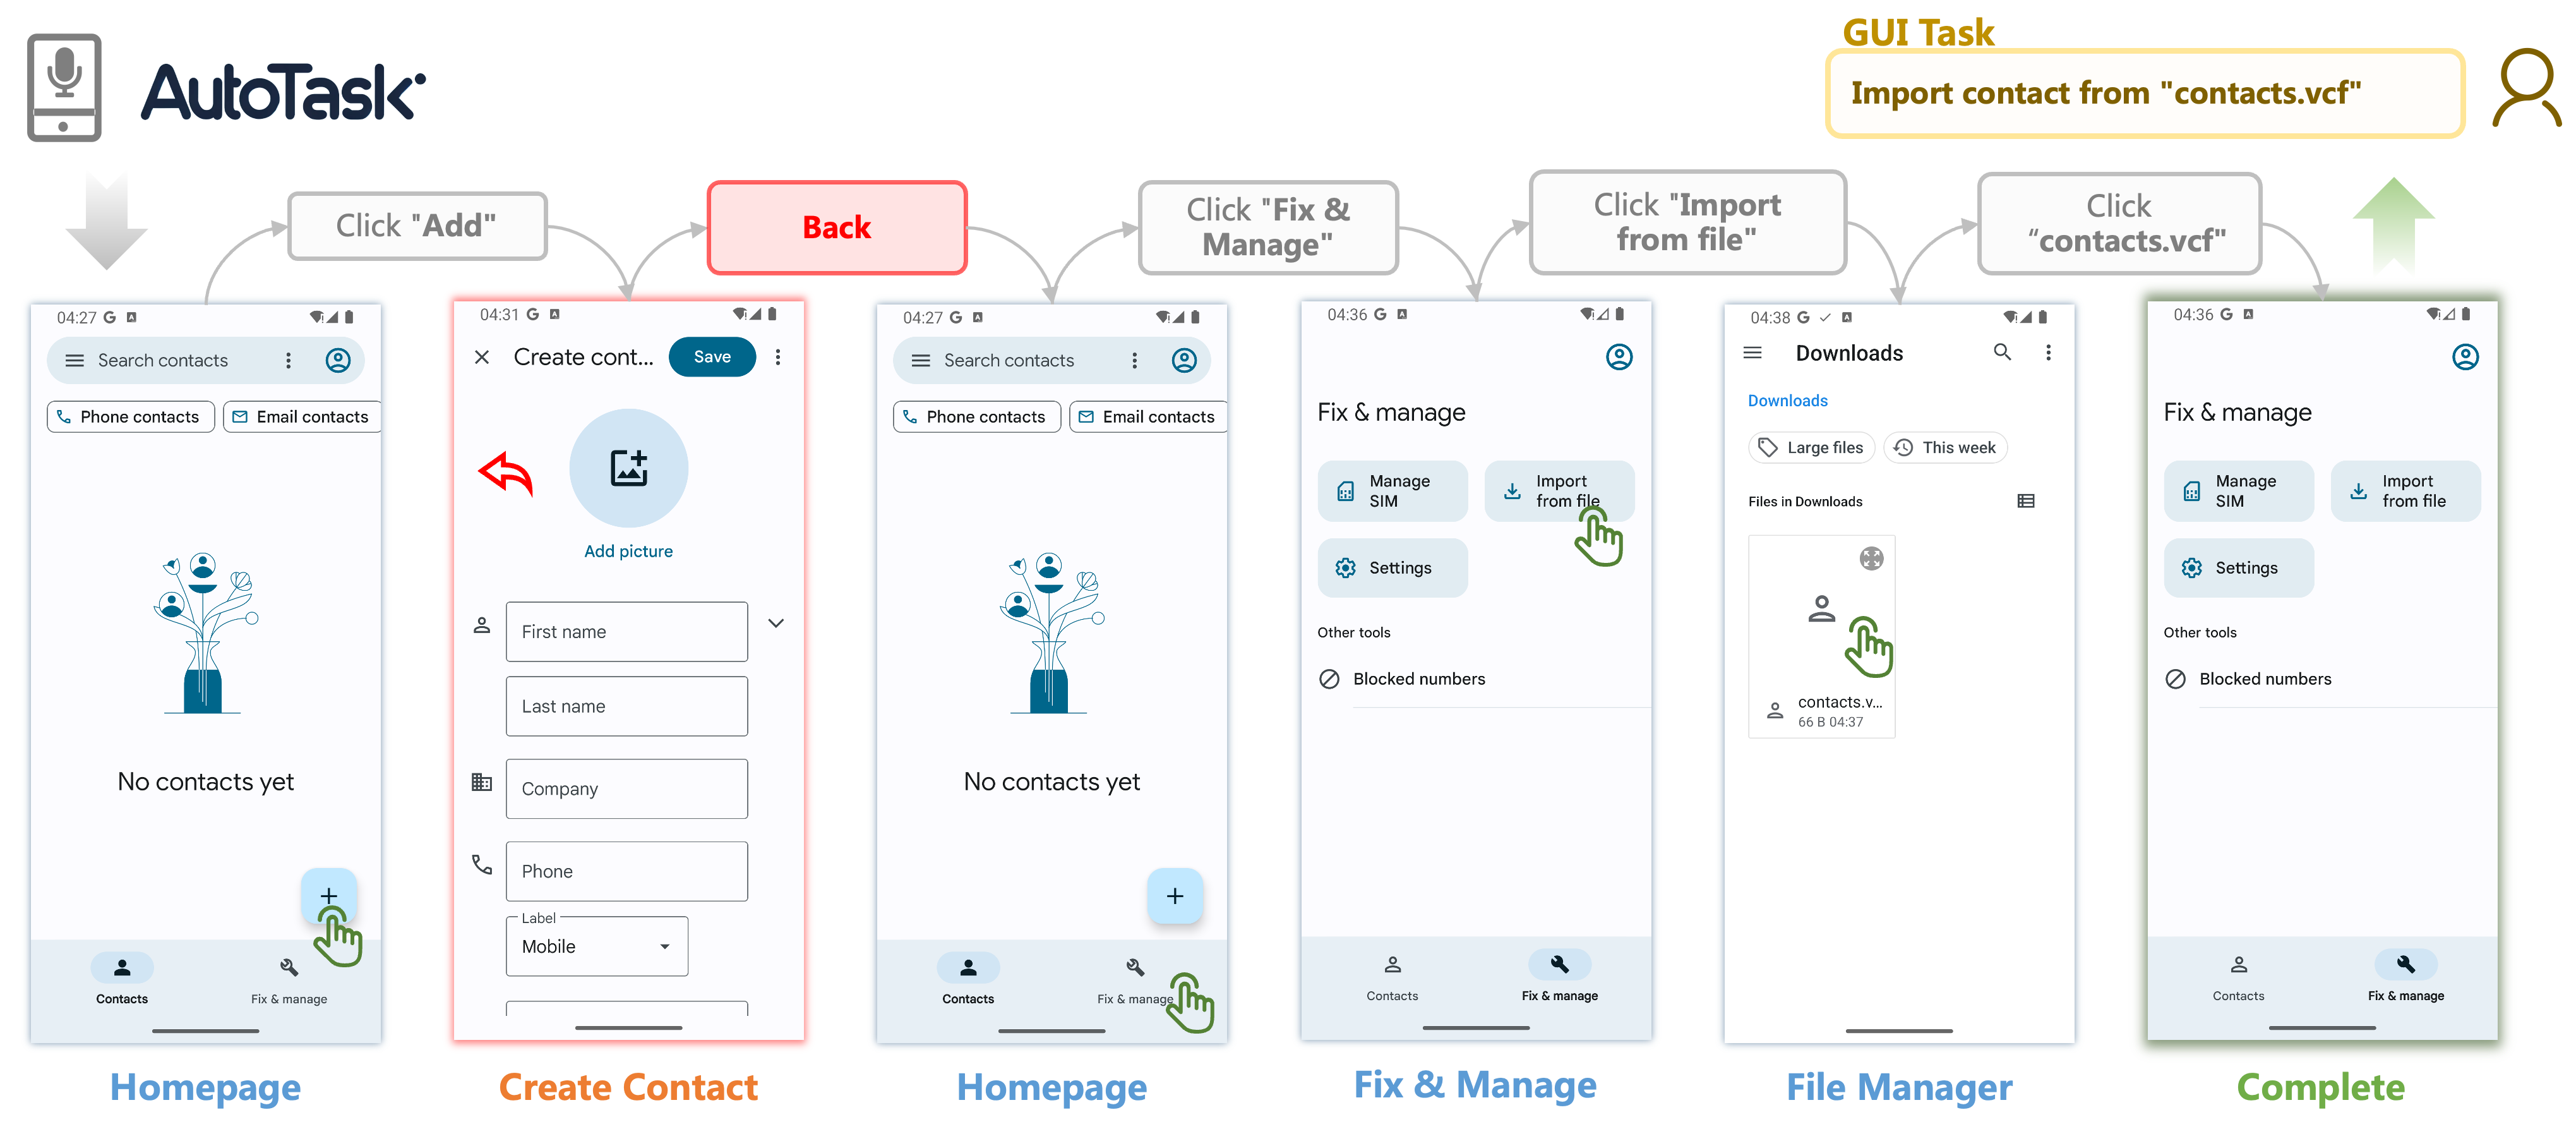 AutoTask
GUI Task
Import contact from "contacts.vcf"
Click "Add"
Back
Click "Fix &
Manage"
Click "Import
from file"
Click
“contacts.vcf"
04:27 G A
Search contacts
Phone contacts
Email contacts
No contacts yet
+
Contacts
Fix & manage
Homepage
04:31 G A
Create cont...
Save
Add picture
First name
Last name
Company
Phone
Label
Mobile
Create Contact
04:27 G A
Search contacts
Phone contacts
Email contacts
No contacts yet
+
Contacts
Fix & manage
Homepage
04:36 G A
Fix & manage
Manage
SIM
Import
from file
Settings
Other tools
Blocked numbers
Contacts
Fix & manage
Fix & Manage
04:38 G A
Downloads
Downloads
Large files
This week
Files in Downloads
contacts.v...
66 B 04:37
File Manager
04:36 G A
Fix & manage
Manage
SIM
Import
from file
Settings
Other tools
Blocked numbers
Contacts
Fix & manage
Complete